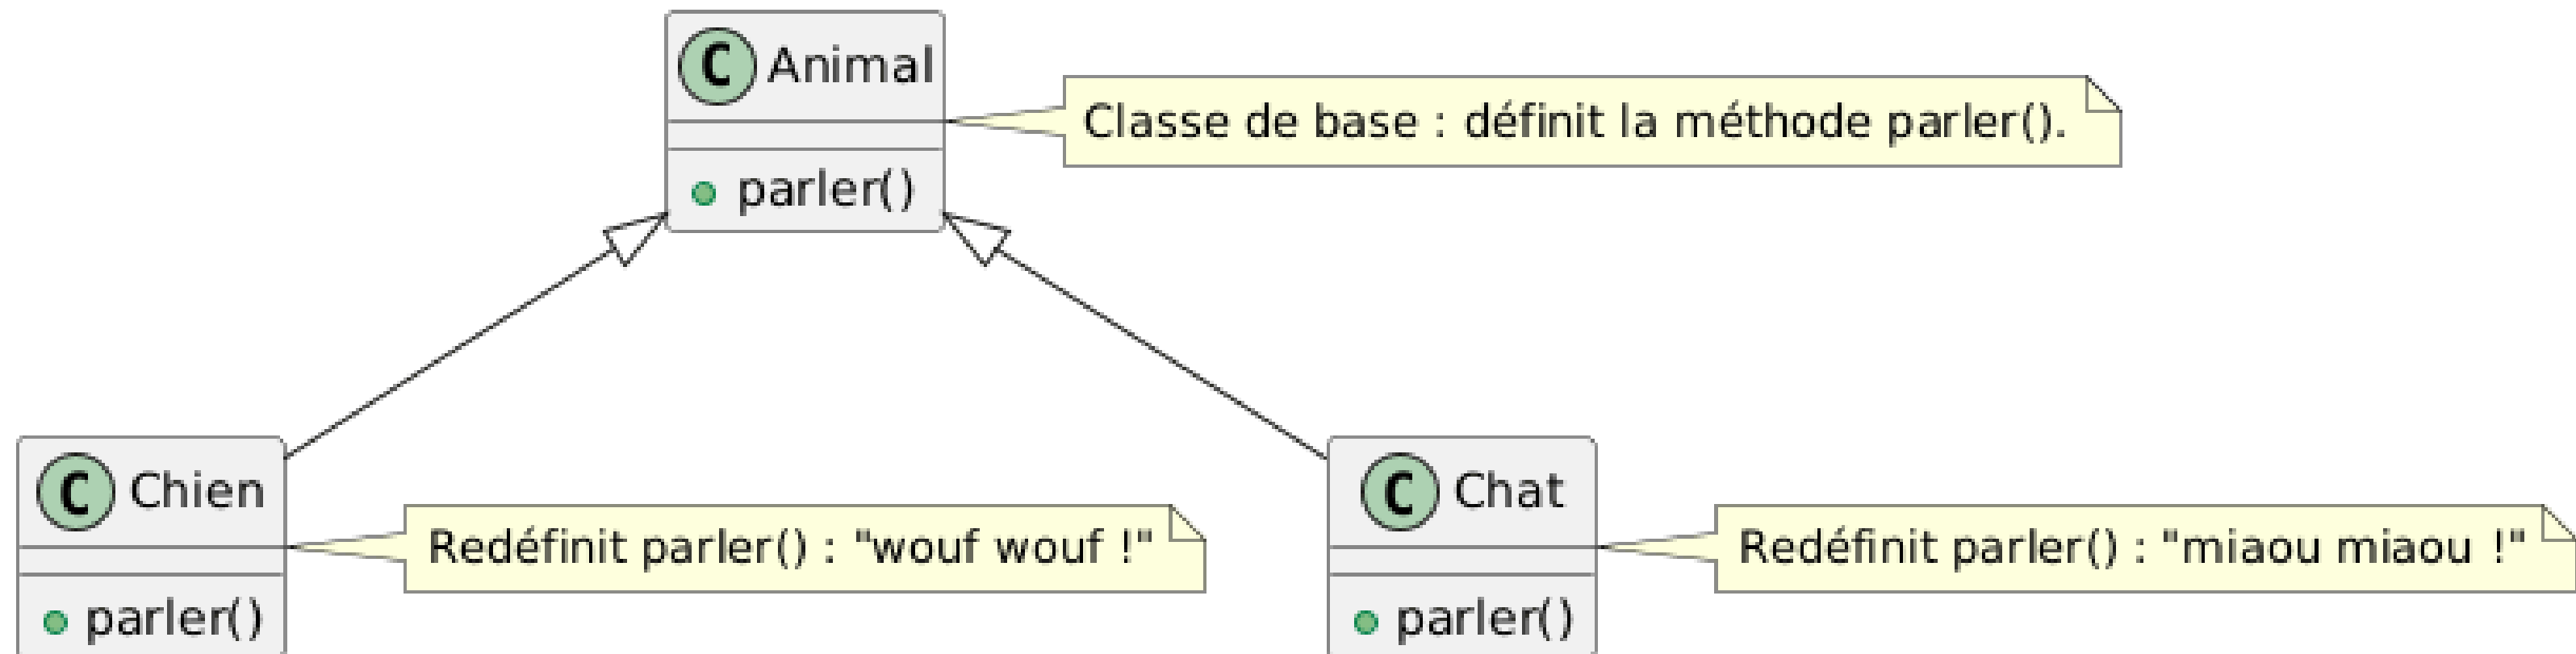 C Animal
Classe de base : définit la méthode parler().
parler()
C Chien
Redéfinit parler() : "wouf wouf !"
parler()
C Chat
Redéfinit parler() : "miaou miaou !"
parler()